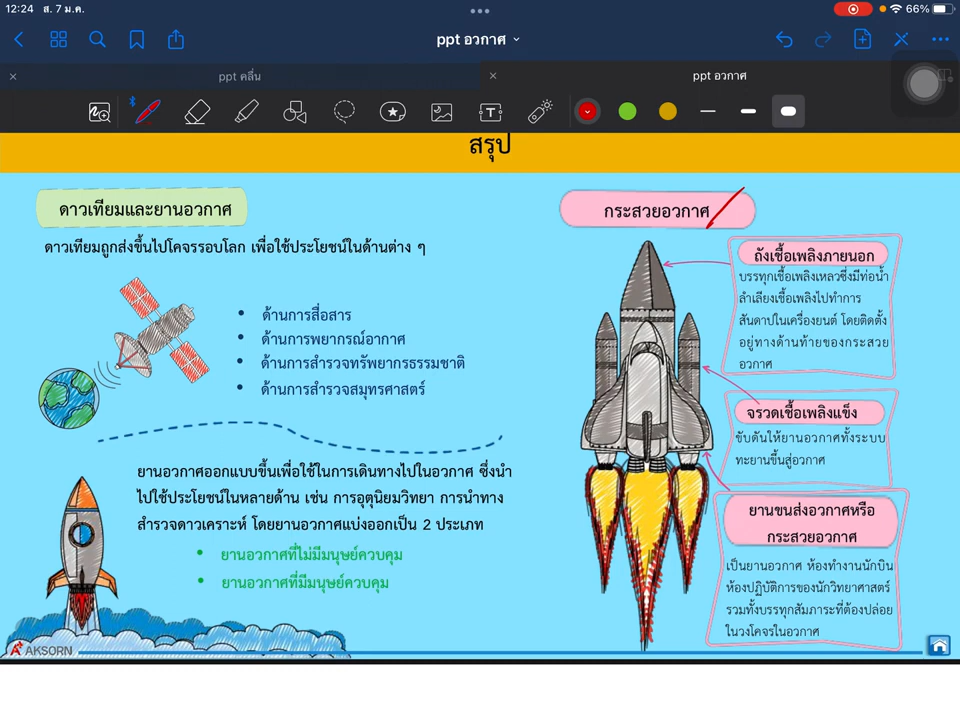 12:24 ส. 7 ม.ค.
66%
ppt อวกาศ
ppt คลื่น
ppt อวกาศ
สรุป
ดาวเทียมและยานอวกาศ
ดาวเทียมถูกส่งขึ้นไปโคจรรอบโลก เพื่อใช้ประโยชน์ในด้านต่าง ๆ
• ด้านการสื่อสาร
• ด้านการพยากรณ์อากาศ
• ด้านการสำรวจทรัพยากรธรรมชาติ
• ด้านการสำรวจสมุทรศาสตร์
ยานอวกาศออกแบบขึ้นเพื่อใช้ในการเดินทางไปในอวกาศ ซึ่งนำ
ไปใช้ประโยชน์ในหลายด้าน เช่น การอุตุนิยมวิทยา การนำทาง
สำรวจดาวเคราะห์ โดยยานอวกาศแบ่งออกเป็น 2 ประเภท
• ยานอวกาศที่ไม่มีมนุษย์ควบคุม
• ยานอวกาศที่มีมนุษย์ควบคุม
กระสวยอวกาศ
ถังเชื้อเพลิงภายนอก
บรรทุกเชื้อเพลิงเหลวซึ่งมีท่อน้ำ
ลำเลียงเชื้อเพลิงไปทำการ
สันดาปในเครื่องยนต์ โดยติดตั้ง
อยู่ทางด้านท้ายของกระสวย
อวกาศ
จรวดเชื้อเพลิงแข็ง
ขับดันให้ยานอวกาศทั้งระบบ
ทะยานขึ้นสู่อวกาศ
ยานขนส่งอวกาศหรือ
กระสวยอวกาศ
เป็นยานอวกาศ ห้องทำงานนักบิน
ห้องปฏิบัติการของนักวิทยาศาสตร์
รวมทั้งบรรทุกสัมภาระที่ต้องปล่อย
ในวงโคจรในอวกาศ
AKSORN